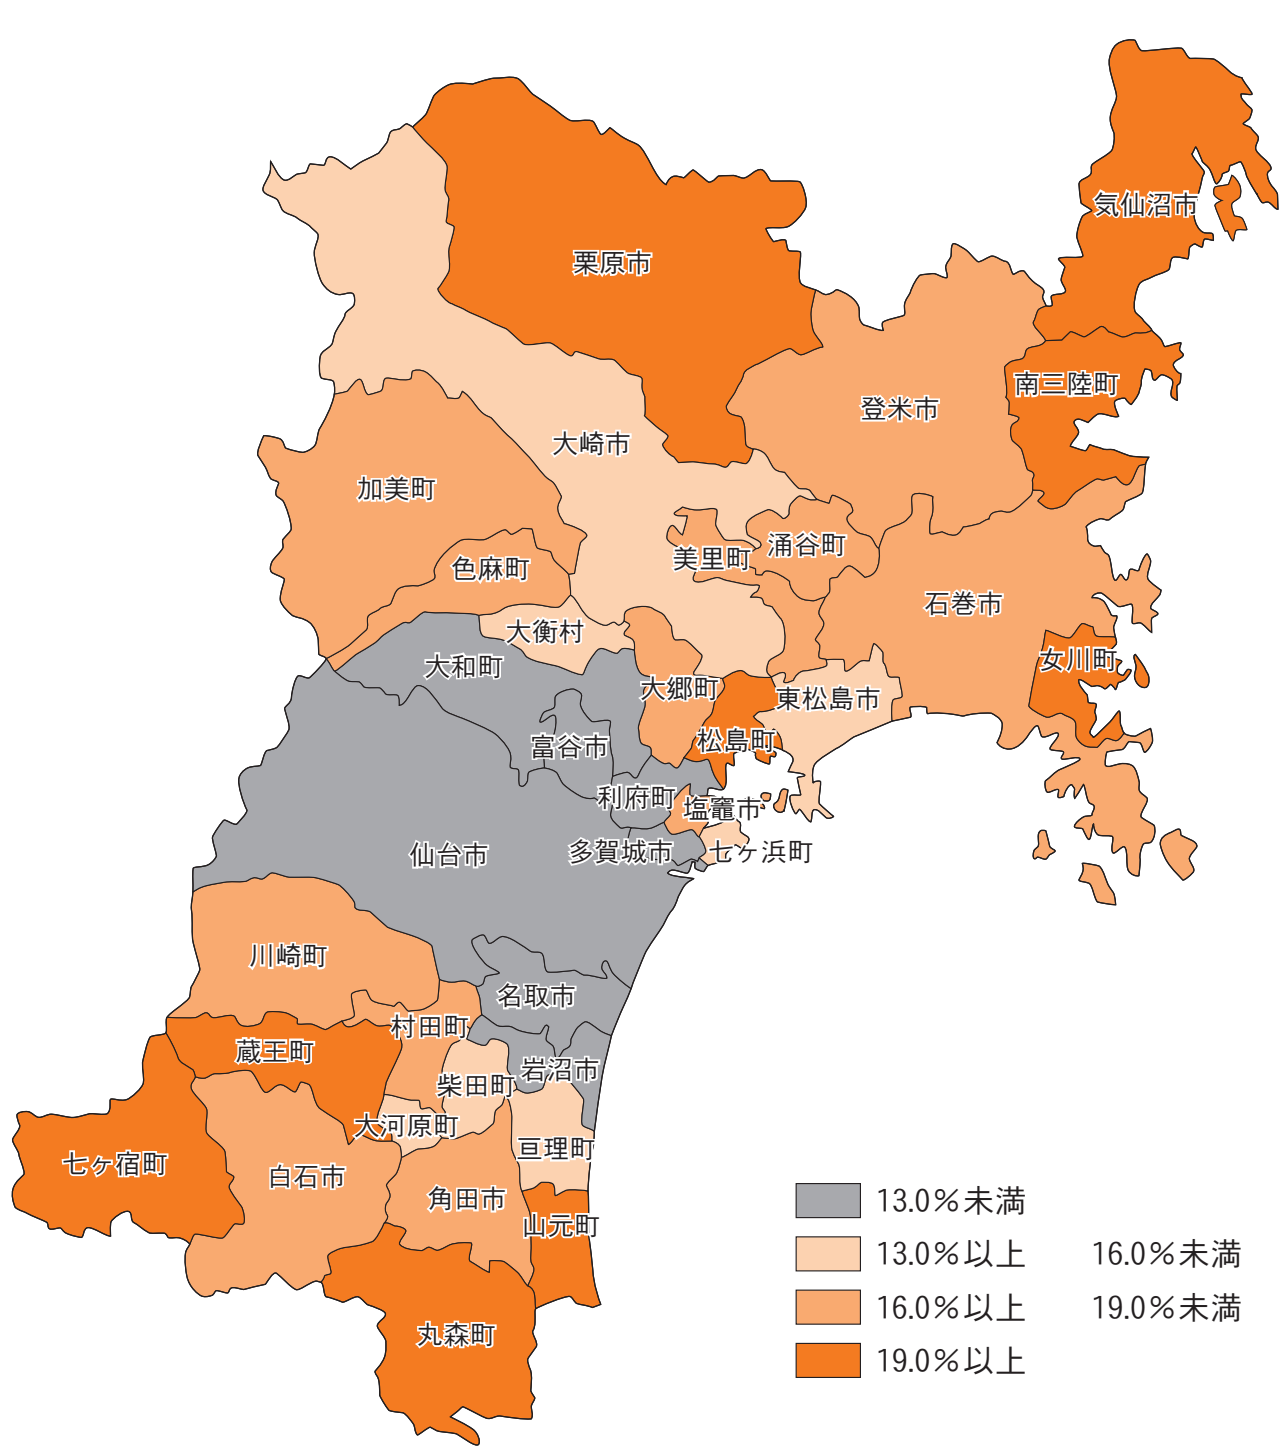 気仙沼市
栗原市
南三陸町
登米市
大崎市
加美町
涌谷町
美里町
色麻町
石巻市
大衡村
女川町
大和町
大郷町
東松島市
松島町
富谷市
利府町
塩竈市
多賀城市
七ヶ浜町
仙台市
川崎町
名取市
村田町
蔵王町
岩沼市
柴田町
大河原町
亘理町
七ヶ宿町
白石市
角田市
山元町
丸森町
13.0%未満
13.0%以上 16.0%未満
16.0%以上 19.0%未満
19.0%以上